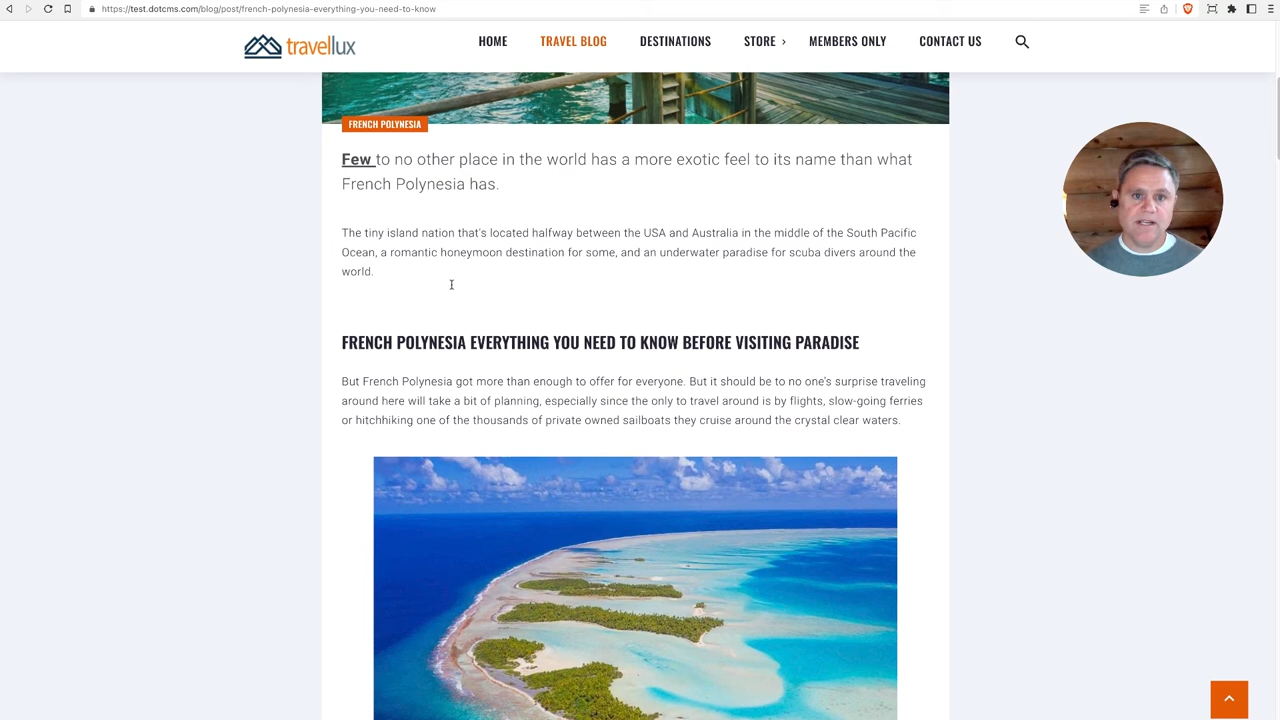 https://test.dotcms.com/blog/post/french-polynesia-everything-you-need-to-know
travellux
HOME
TRAVEL BLOG
DESTINATIONS
STORE
MEMBERS ONLY
CONTACT US
FRENCH POLYNESIA
Few to no other place in the world has a more exotic feel to its name than what
French Polynesia has.
The tiny island nation that's located halfway between the USA and Australia in the middle of the South Pacific
Ocean, a romantic honeymoon destination for some, and an underwater paradise for scuba divers around the
world.
FRENCH POLYNESIA EVERYTHING YOU NEED TO KNOW BEFORE VISITING PARADISE
But French Polynesia got more than enough to offer for everyone. But it should be to no one's surprise traveling
around here will take a bit of planning, especially since the only to travel around is by flights, slow-going ferries
or hitchhiking one of the thousands of private owned sailboats they cruise around the crystal clear waters.